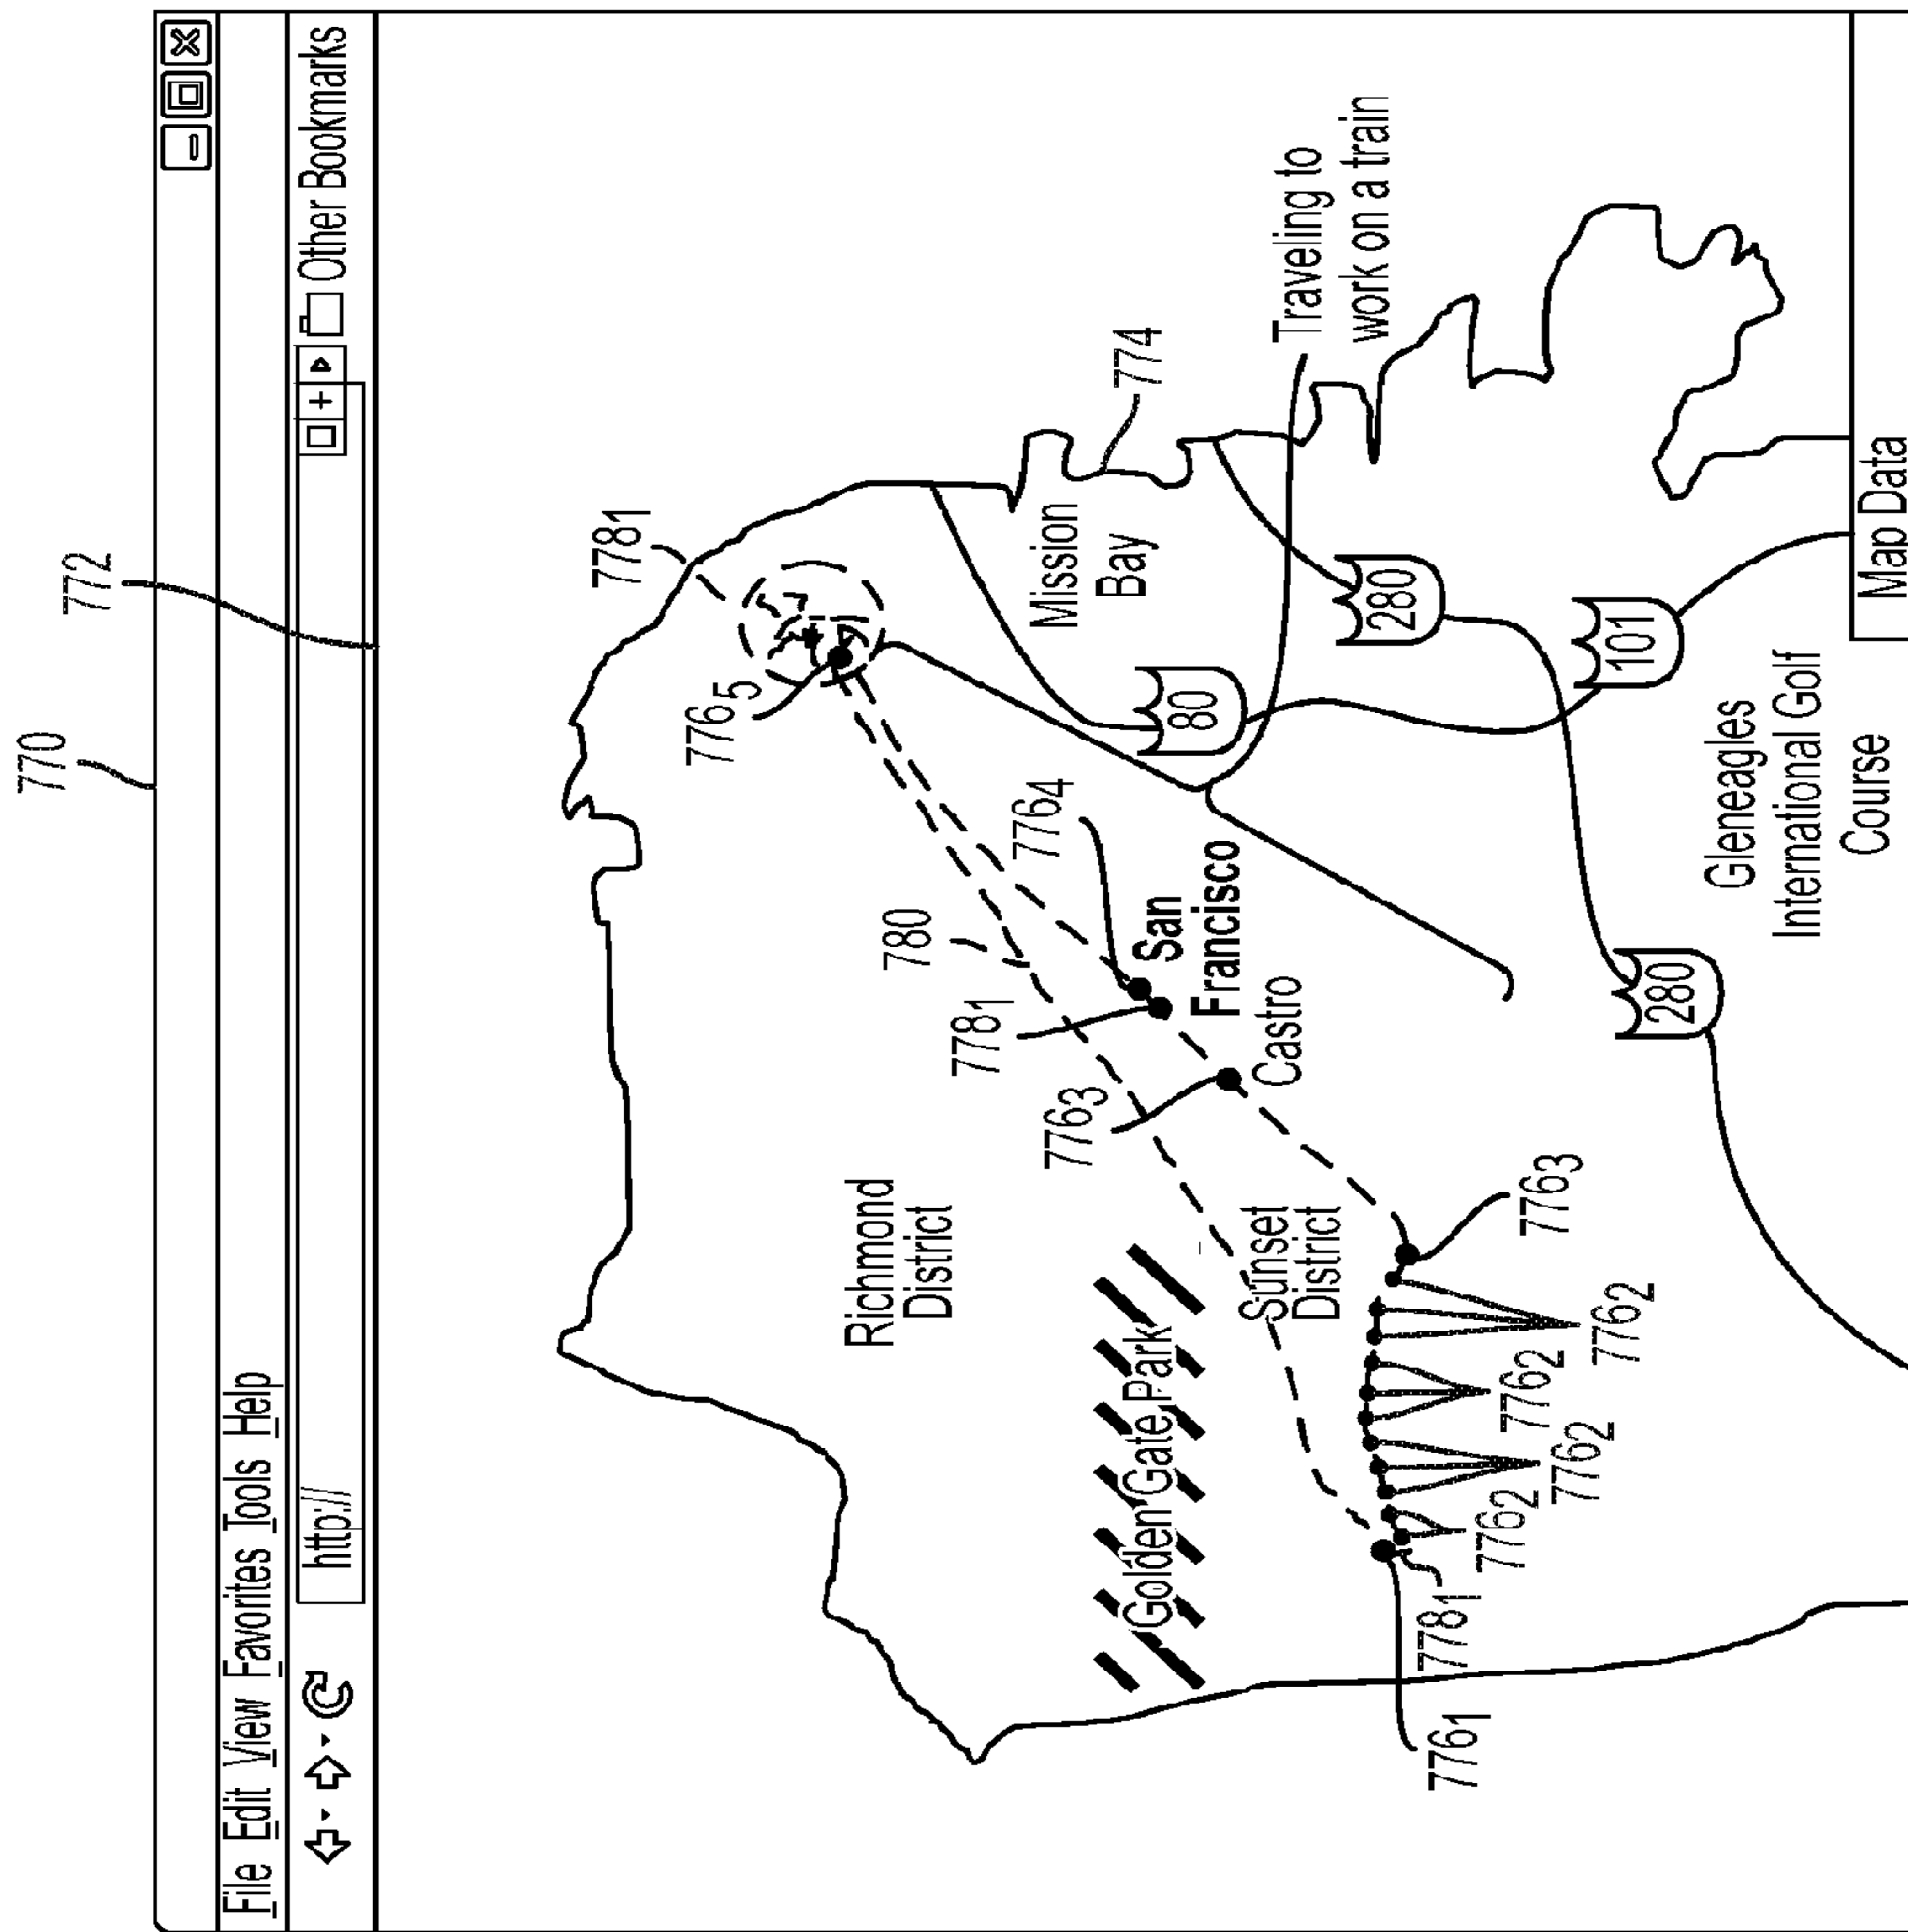 770
772
File Edit View Favorites Tools Help
http://
Other Bookmarks
7781
7765
780
7781
7764
774
Richmond
District
7763
Mission
Bay
San
Francisco
Castro
80
Golden Gate Park
Sunset
District
Traveling to
work on a train
280
7761
7781
7762
7762
7762
7762
7763
280
101
Gleneagles
International Golf
Course
Map Data